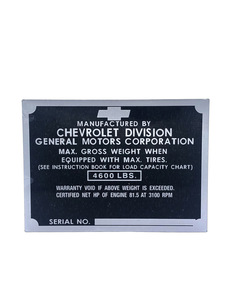 MANUFACTURED BY
CHEVROLET DIVISION
GENERAL MOTORS CORPORATION
MAX. GROSS WEIGHT WHEN
EQUIPPED WITH MAX. TIRES.
(SEE INSTRUCTION BOOK FOR LOAD CAPACITY CHART)
4600 LBS.
WARRANTY VOID IF ABOVE WEIGHT IS EXCEEDED.
CERTIFIED NET HP OF ENGINE 81.5 AT 3100 RPM
SERIAL NO.